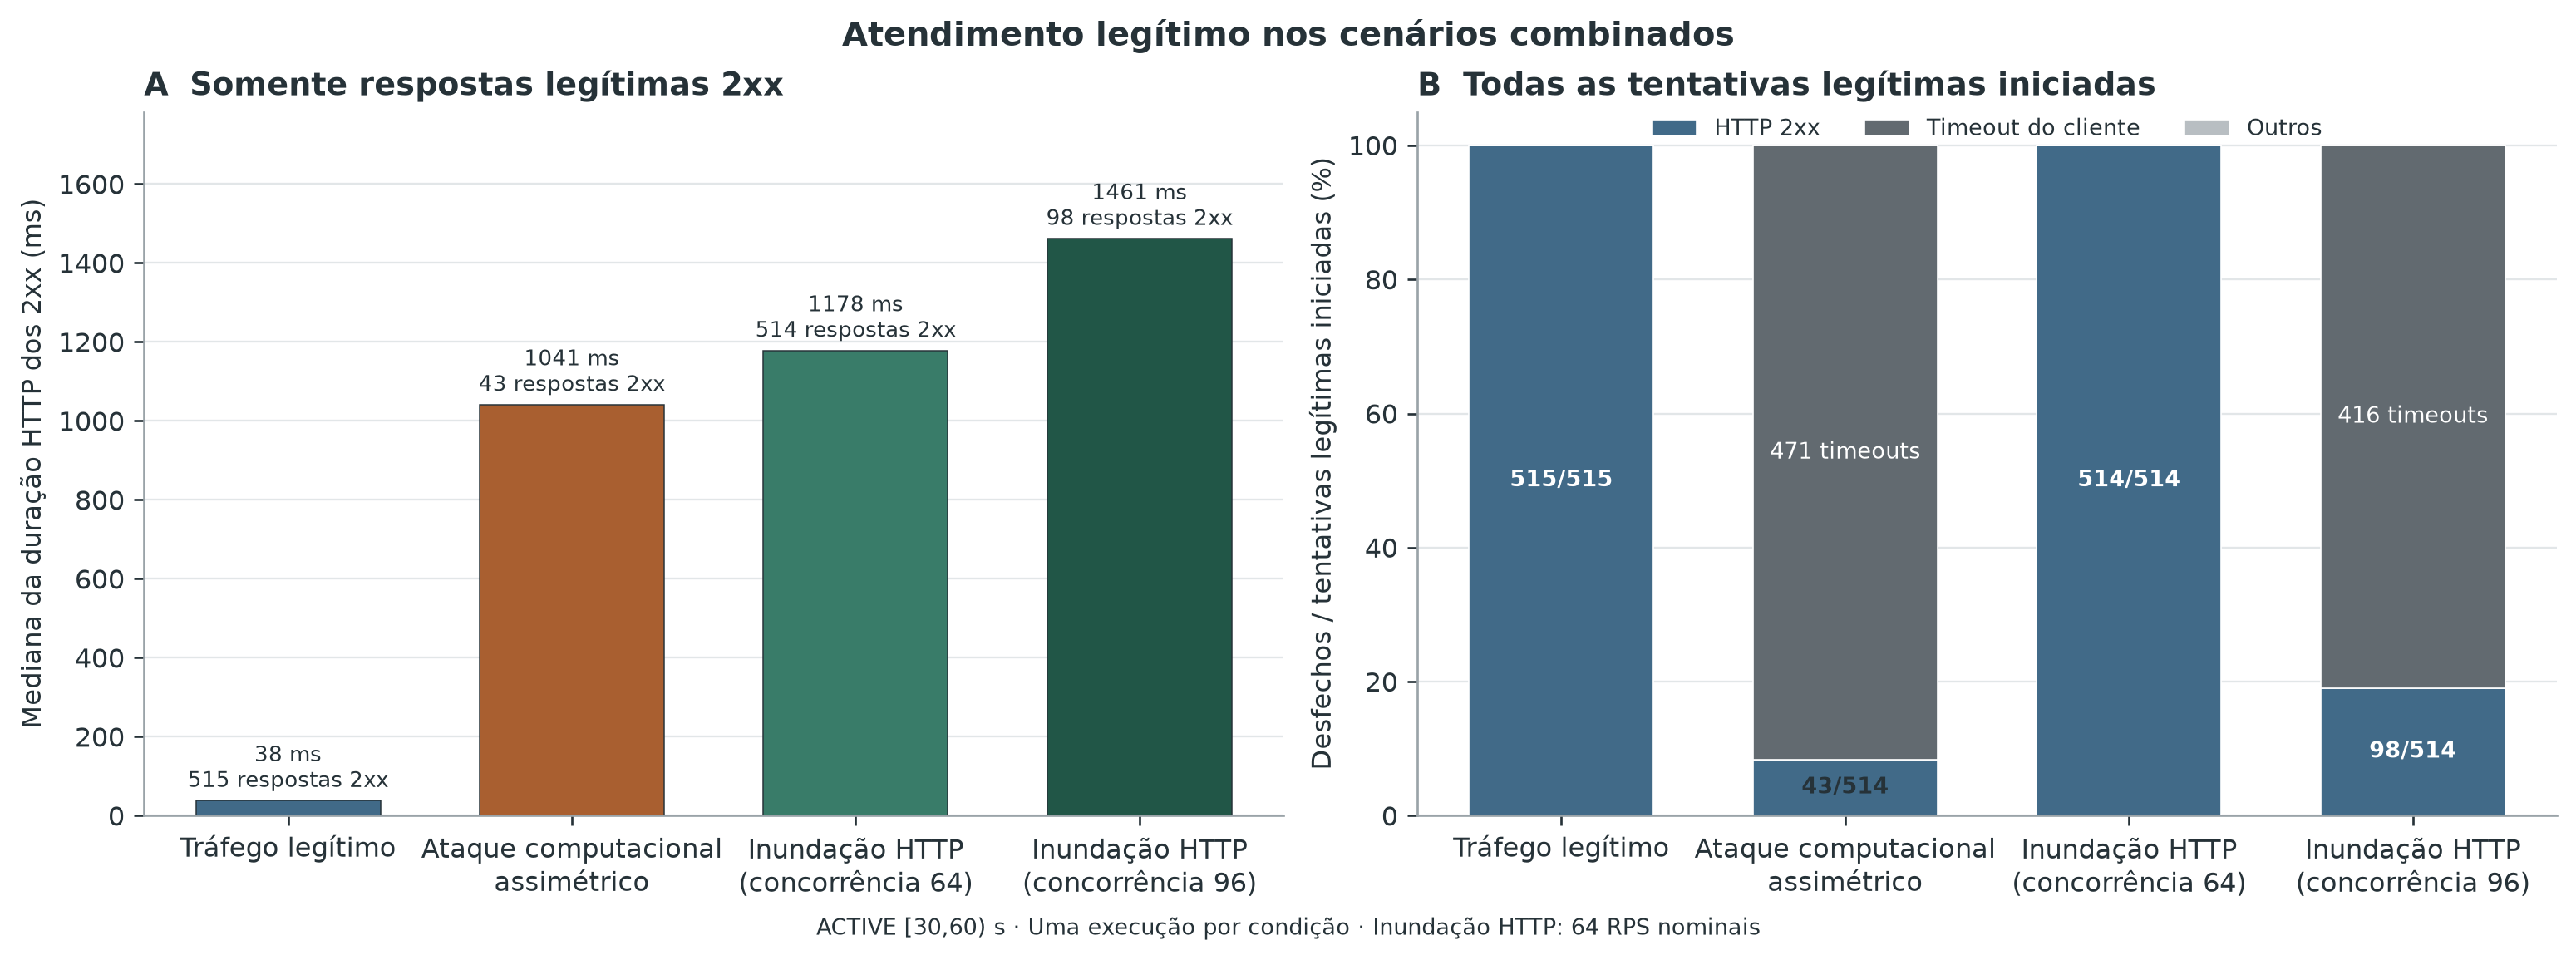 Atendimento legítimo nos cenários combinados
A Somente respostas legítimas 2xx
Mediana da duração HTTP dos 2xx (ms)
1600
1400
1200
1000
800
600
400
200
0
38 ms
515 respostas 2xx
1041 ms
43 respostas 2xx
1178 ms
514 respostas 2xx
1461 ms
98 respostas 2xx
Tráfego legítimo
Ataque computacional
assimétrico
Inundação HTTP
(concorrência 64)
Inundação HTTP
(concorrência 96)
B Todas as tentativas legítimas iniciadas
HTTP 2xx
Timeout do cliente
Outros
Desfechos / tentativas legítimas iniciadas (%)
100
80
60
40
20
0
515/515
471 timeouts
43/514
514/514
416 timeouts
98/514
Tráfego legítimo
Ataque computacional
assimétrico
Inundação HTTP
(concorrência 64)
Inundação HTTP
(concorrência 96)
ACTIVE [30,60) s · Uma execução por condição · Inundação HTTP: 64 RPS nominais